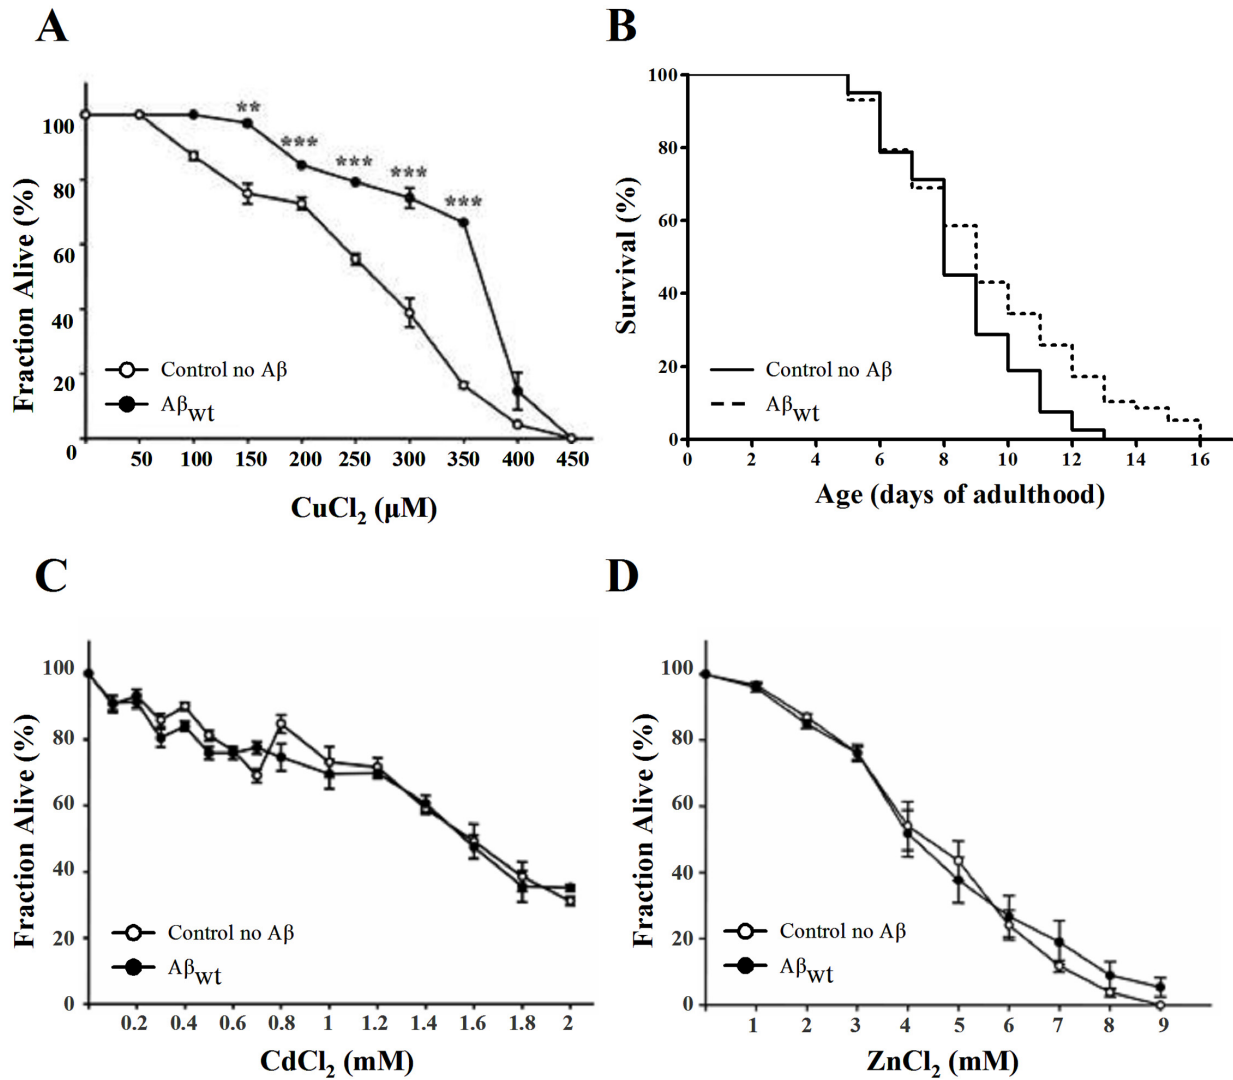 A
Fraction Alive (%)
100
80
60
40
20
0
**
***
***
***
***
Control no Aβ
Aβwt
50 100 150 200 250 300 350 400 450
CuCl2 (μM)
B
Survival (%)
100
80
60
40
20
0
Control no Aβ
Aβwt
0 2 4 6 8 10 12 14 16
Age (days of adulthood)
C
Fraction Alive (%)
100
80
60
40
20
0
Control no Aβ
Aβwt
0.2 0.4 0.6 0.8 1 1.2 1.4 1.6 1.8 2
CdCl2 (mM)
D
Fraction Alive (%)
100
80
60
40
20
0
Control no Aβ
Aβwt
1 2 3 4 5 6 7 8 9
ZnCl2 (mM)